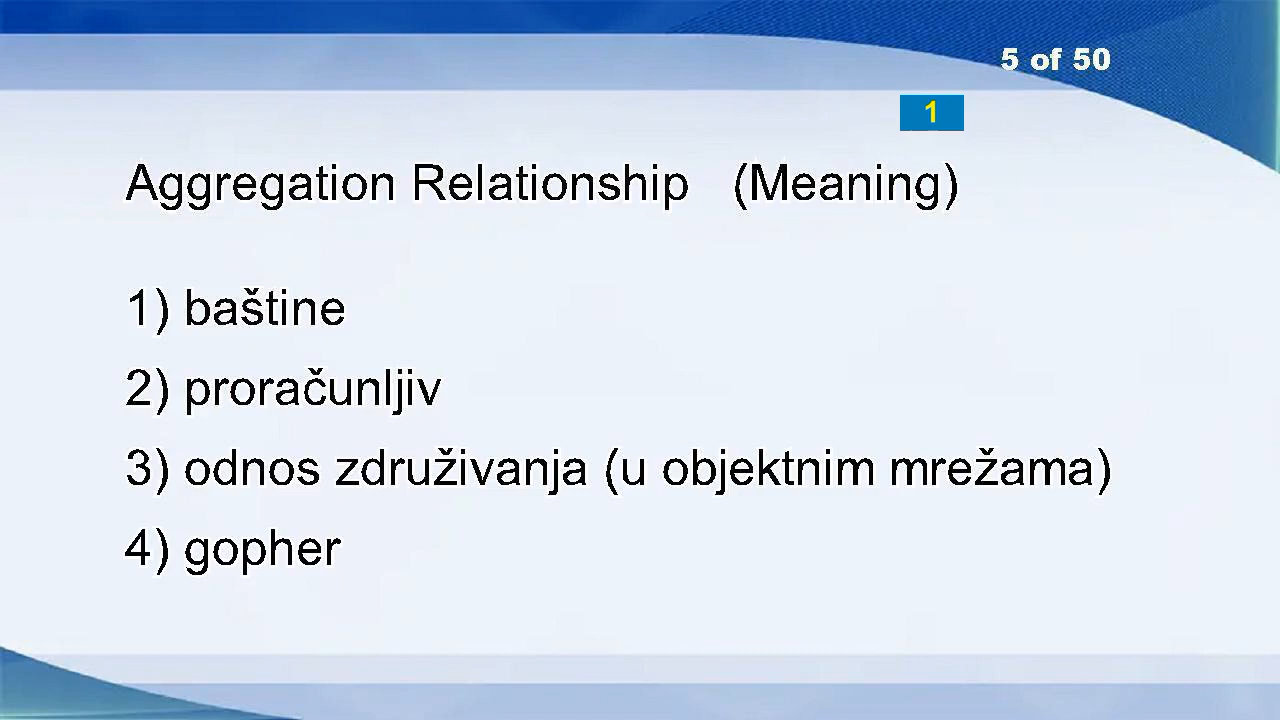 5 of 50
1
Aggregation Relationship (Meaning)
1) baštine
2) proračunljiv
3) odnos združivanja (u objektnim mrežama)
4) gopher